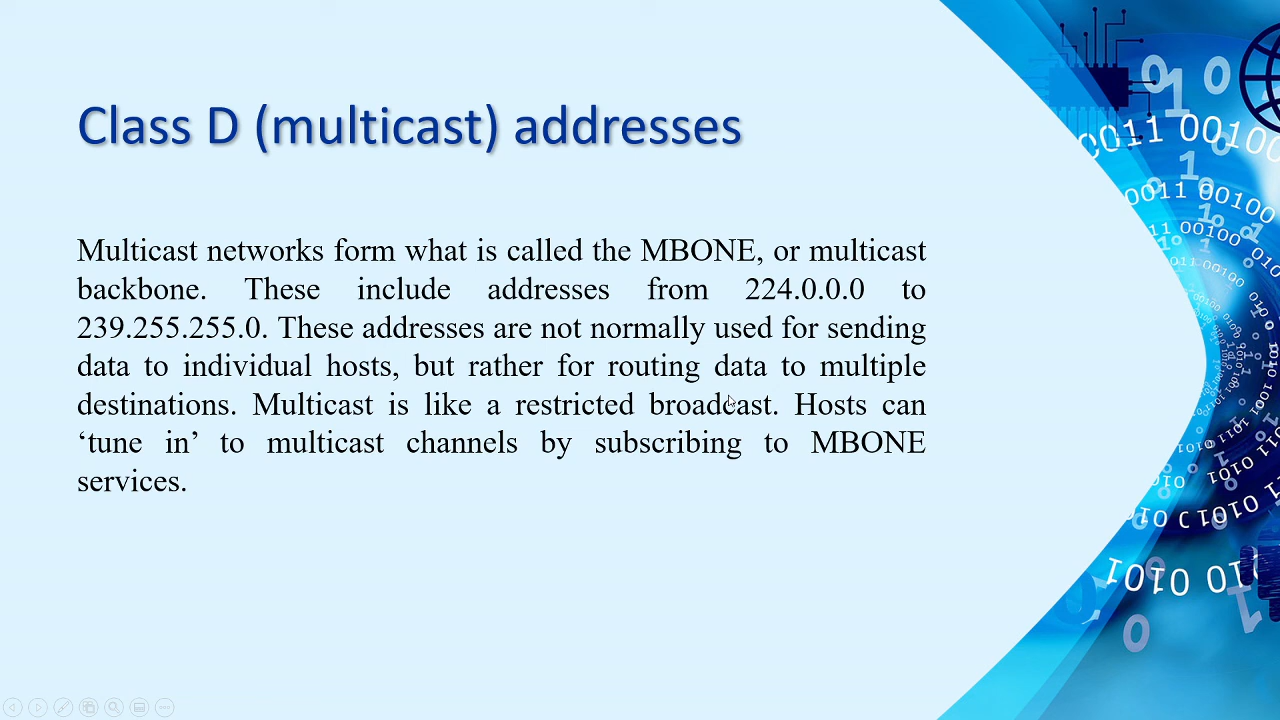 Class D (multicast) addresses
Multicast networks form what is called the MBONE, or multicast
backbone. These include addresses from 224.0.0.0 to
239.255.255.0. These addresses are not normally used for sending
data to individual hosts, but rather for routing data to multiple
destinations. Multicast is like a restricted broadcast. Hosts can
‘tune in’ to multicast channels by subscribing to MBONE
services.